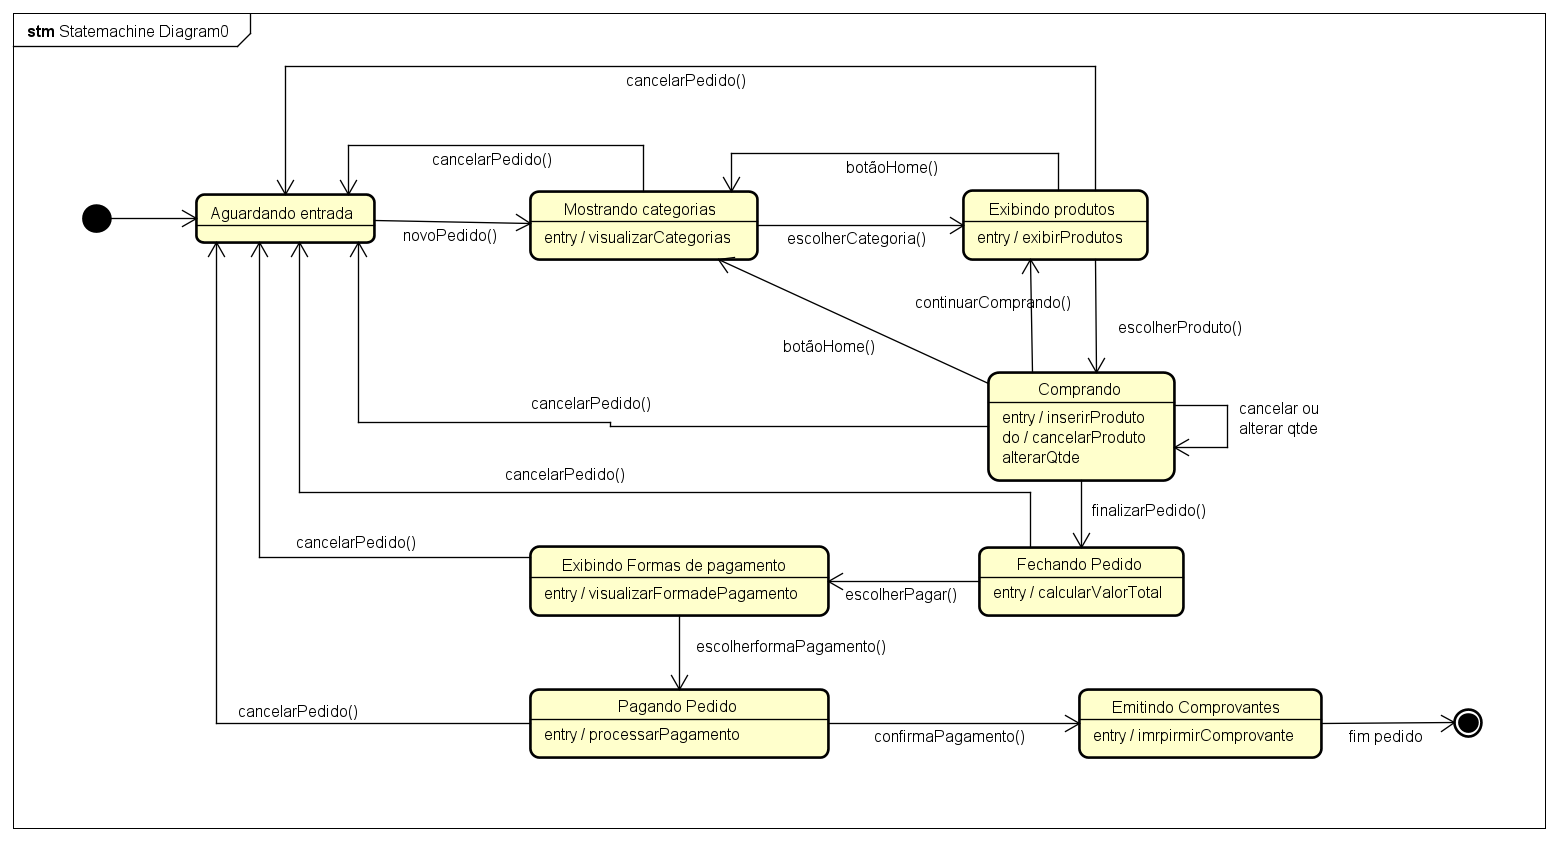 stm Statemachine Diagram0
cancelarPedido()
cancelarPedido()
botãoHome()
Aguardando entrada
novoPedido()
Mostrando categorias
entry / visualizarCategorias
escolherCategoria()
Exibindo produtos
entry / exibirProdutos
continuarComprando()
escolherProduto()
botãoHome()
Comprando
entry / inserirProduto
do / cancelarProduto
alterarQtde
cancelar ou
alterar qtde
cancelarPedido()
cancelarPedido()
finalizarPedido()
cancelarPedido()
Exibindo Formas de pagamento
entry / visualizarFormadePagamento
escolherPagar()
Fechando Pedido
entry / calcularValorTotal
escolherformaPagamento()
cancelarPedido()
Pagando Pedido
entry / processarPagamento
confirmaPagamento()
Emitindo Comprovantes
entry / imrpirmirComprovante
fim pedido